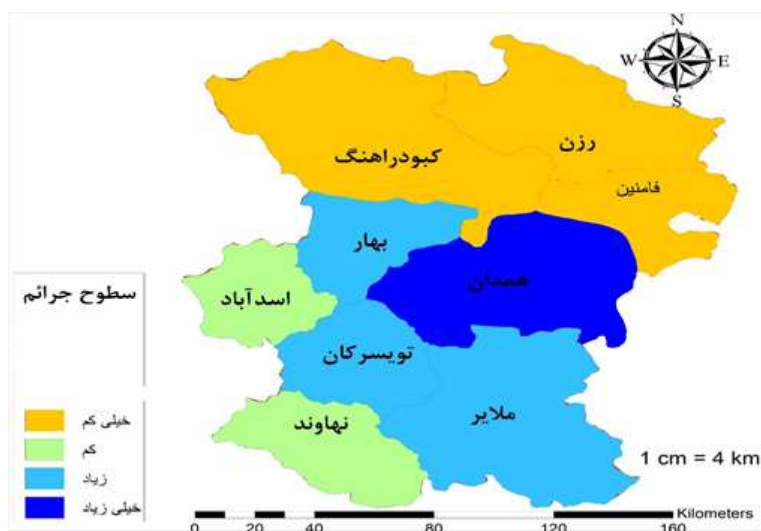 N
W E
S
رزن
کبودراهنگ
فامنین
بهار
همدان
اسدآباد
سطوح جرائم
تویسرکان
ملایر
نهاوند
خیلی کم
کم
زیاد
خیلی زیاد
1 cm = 4 km
Kilometers
0 20 40 80 120 160